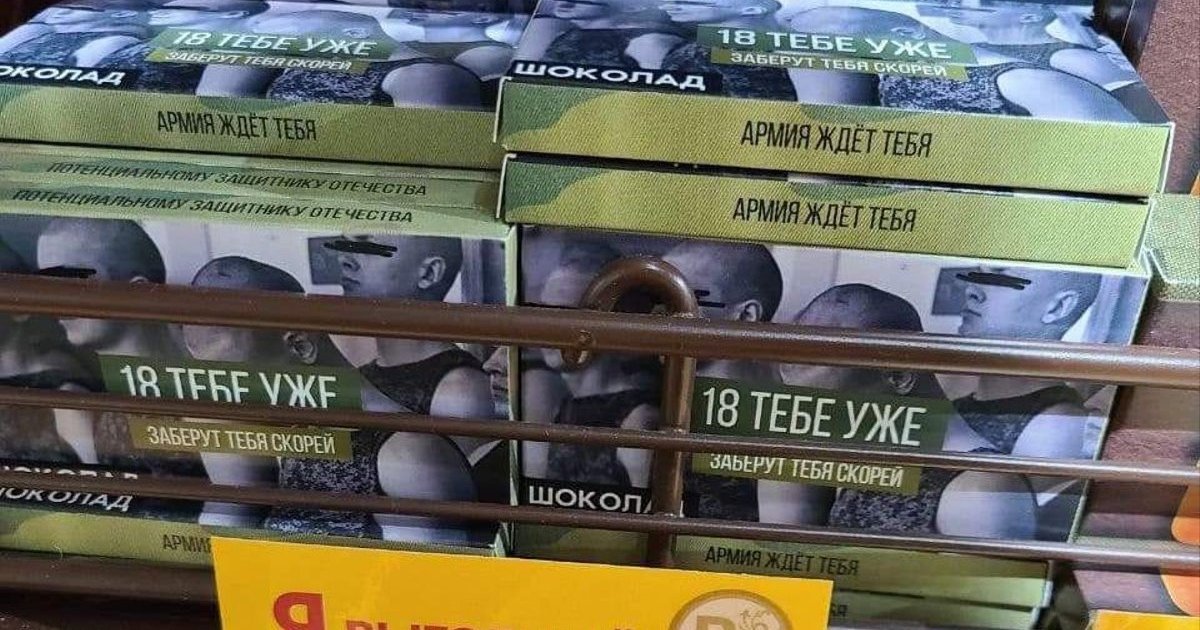 18 ТЕБЕ УЖЕ
ЗАБЕРУТ ТЕБЯ СКОРЕЙ
ШОКОЛАД
АРМИЯ ЖДЁТ ТЕБЯ
18 ТЕБЕ УЖЕ
ЗАБЕРУТ ТЕБЯ СКОРЕЙ
ШОКОЛАД
АРМИЯ ЖДЁТ ТЕБЯ
ПОТЕНЦИАЛЬНОМУ ЗАЩИТНИКУ ОТЕЧЕСТВА
ПОТЕНЦИАЛЬНОМУ ЗАЩИТНИКУ ОТЕЧЕСТВА
АРМИЯ ЖДЁТ ТЕБЯ
18 ТЕБЕ УЖЕ
ЗАБЕРУТ ТЕБЯ СКОРЕЙ
ШОКОЛАД
18 ТЕБЕ УЖЕ
ЗАБЕРУТ ТЕБЯ СКОРЕЙ
ШОКОЛА
АРМИ
АРМИЯ ЖДЁТ ТЕБЯ
Я